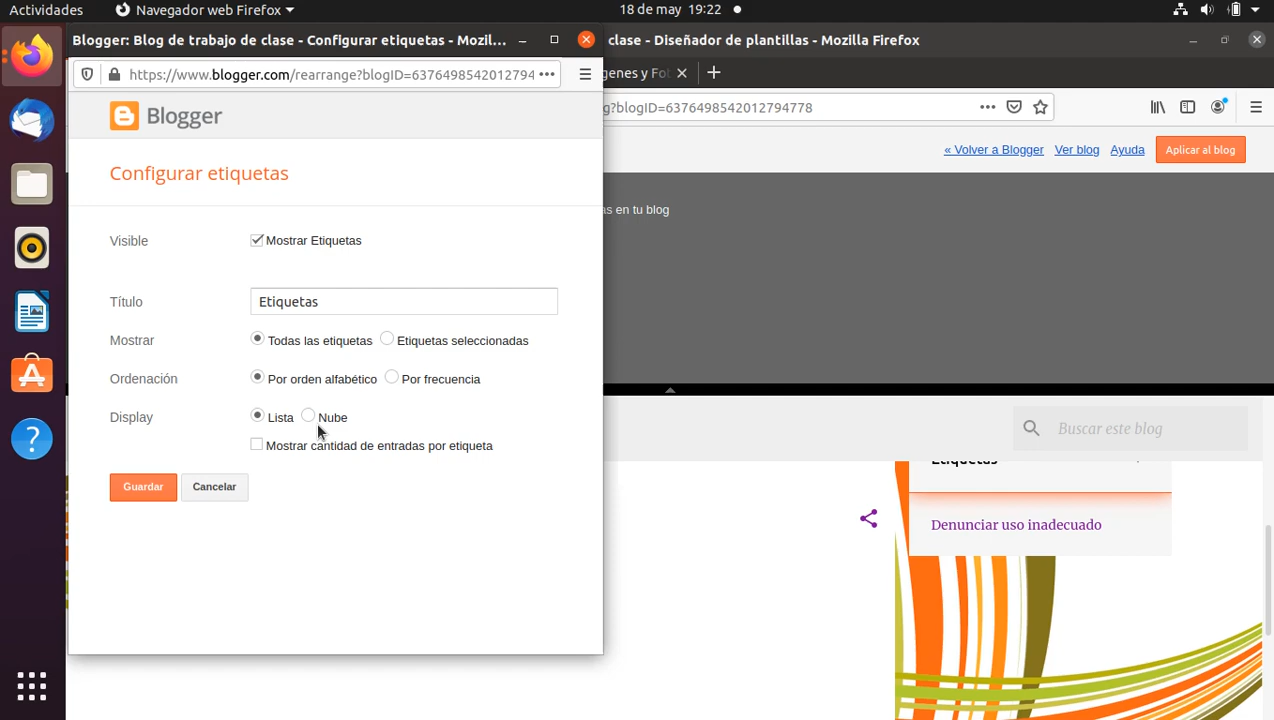 Actividades
Navegador web Firefox
18 de may 19:22
Blogger: Blog de trabajo de clase - Configurar etiquetas - Mozil...
clase - Diseñador de plantillas - Mozilla Firefox
https://www.blogger.com/rearrange?blogID=6376498542012794
genes y Fot
g?blogID=6376498542012794778
Blogger
« Volver a Blogger
Ver blog
Ayuda
Aplicar al blog
Configurar etiquetas
as en tu blog
Visible
Mostrar Etiquetas
Título
Etiquetas
Mostrar
Todas las etiquetas
Etiquetas seleccionadas
Ordenación
Por orden alfabético
Por frecuencia
Display
Lista
Nube
Mostrar cantidad de entradas por etiqueta
Guardar
Cancelar
Buscar este blog
Etiquetas
Denunciar uso inadecuado